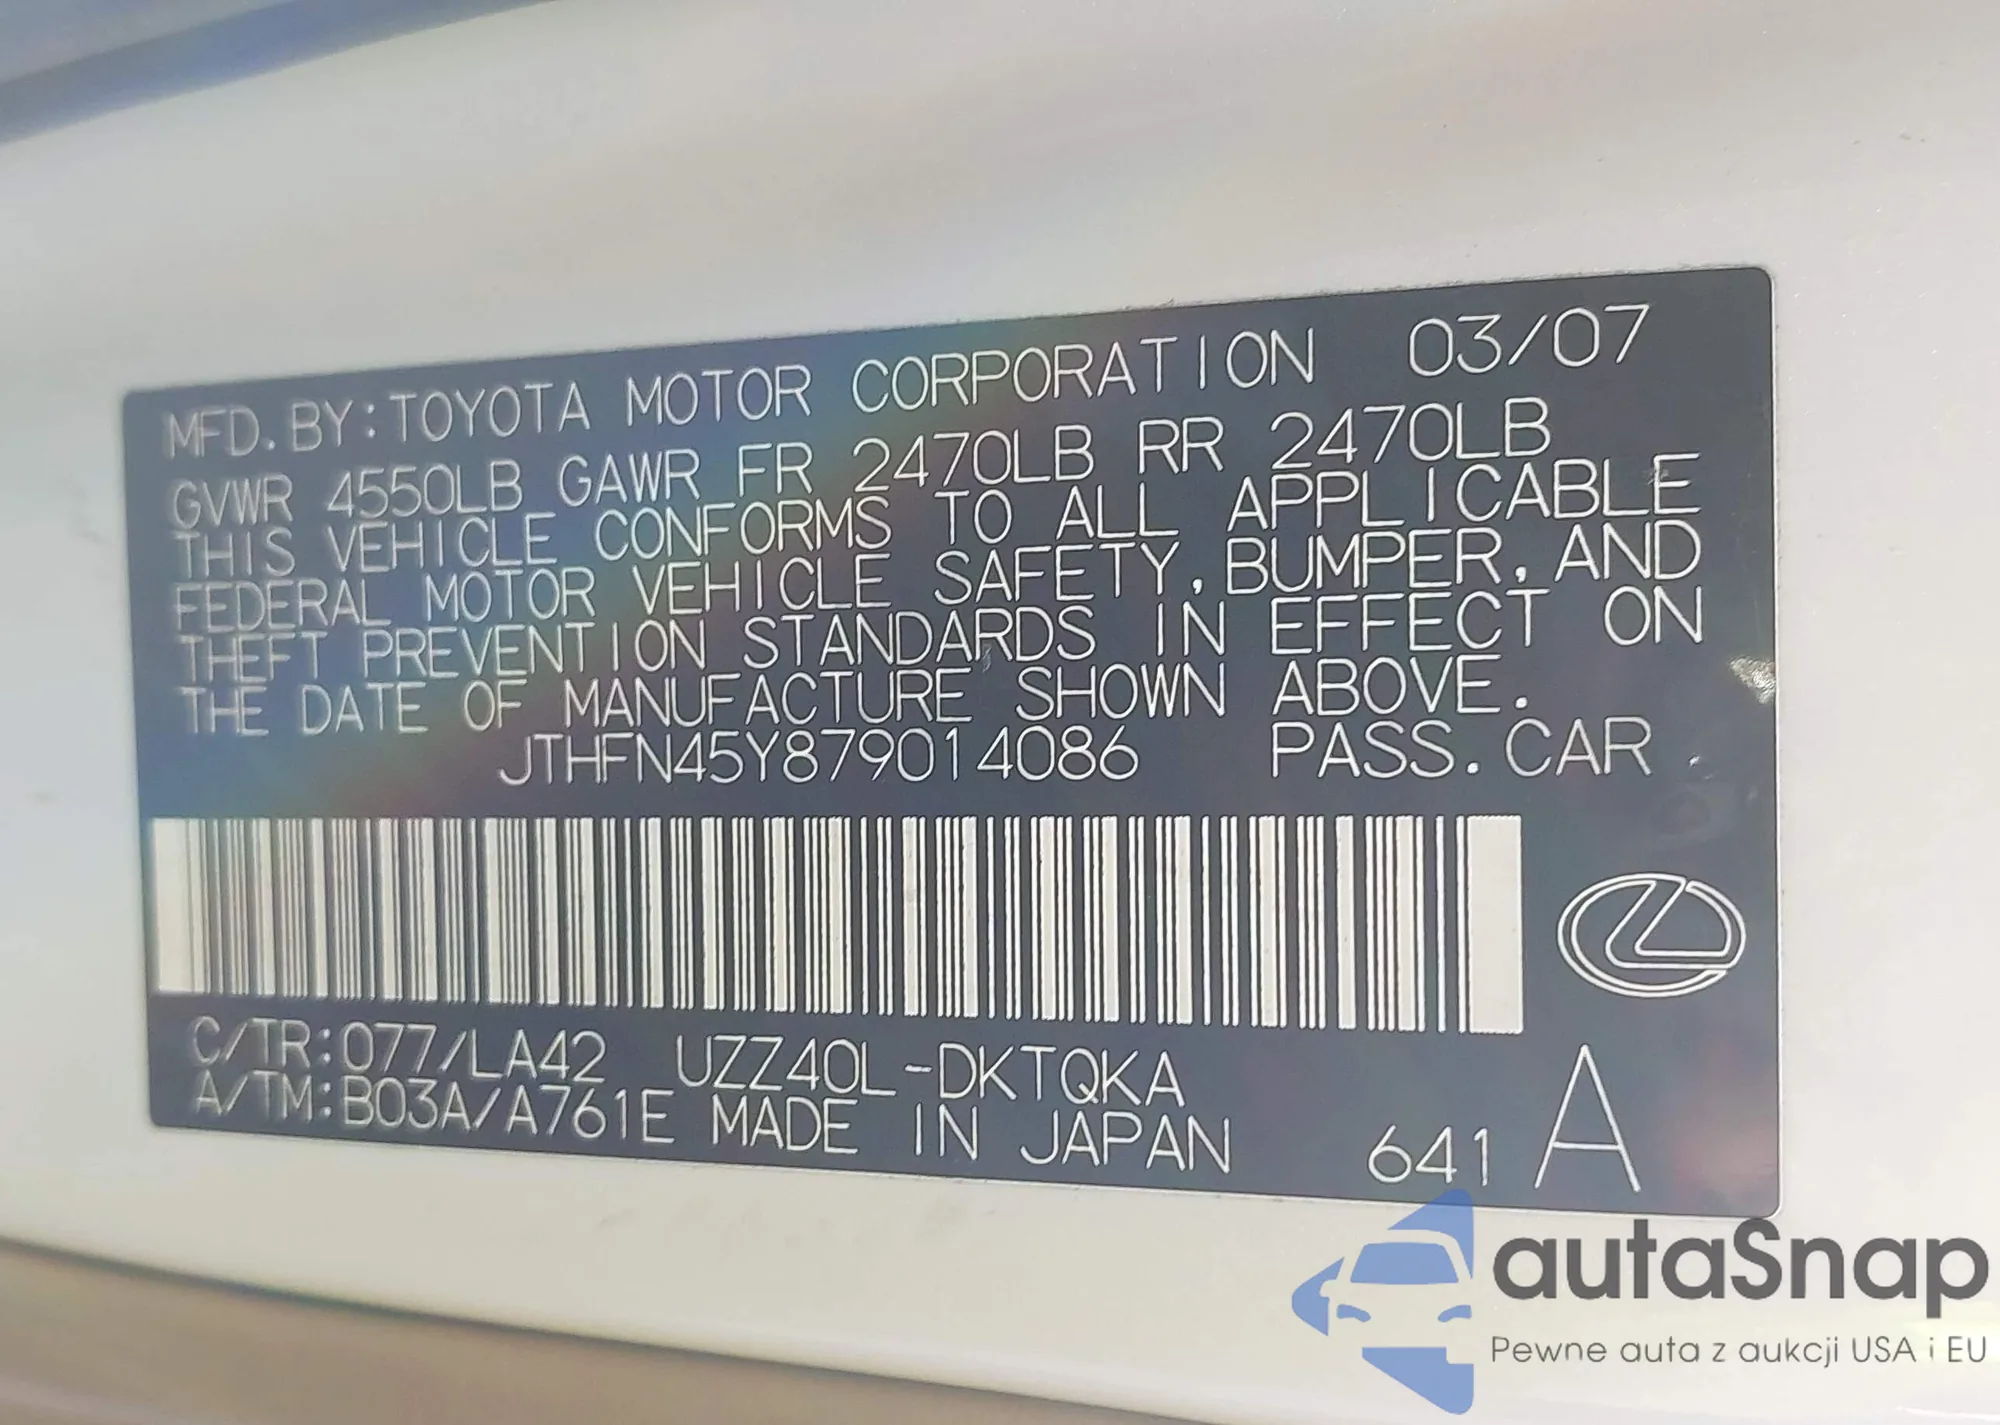 MFD. BY: TOYOTA MOTOR CORPORATION 03/07
GVWR 4550LB GAWR FR 2470LB RR 2470LB
THIS VEHICLE CONFORMS TO ALL APPLICABLE
FEDERAL MOTOR VEHICLE SAFETY, BUMPER, AND
THEFT PREVENTION STANDARDS IN EFFECT ON
THE DATE OF MANUFACTURE SHOWN ABOVE.
JTHFN45Y879014086 PASS. CAR
C/TR: 077/LA42 UZZ40L-DKTQKA
A/TM: B03A/A761E MADE IN JAPAN 641 A
autaSnap
Pewne auta z aukcji USA i EU